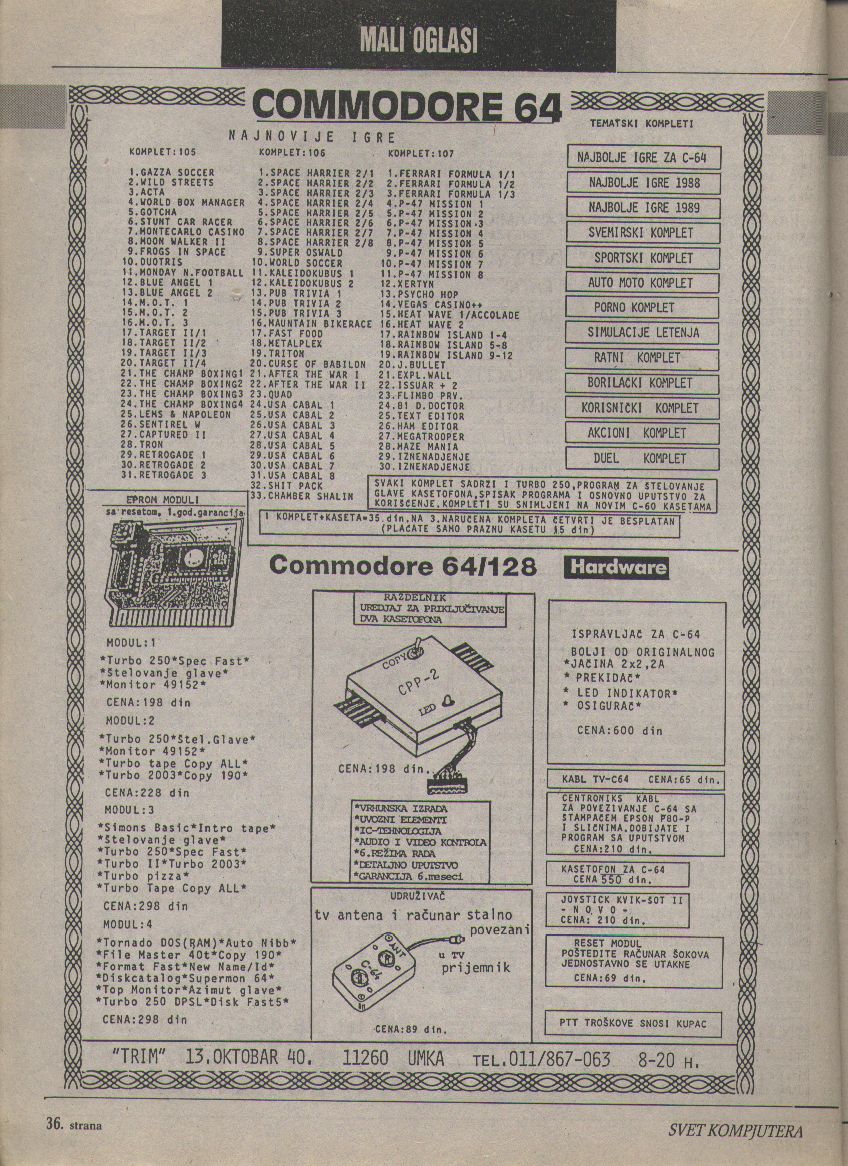 MALI OGLASI
COMMODORE 64
NAJNOVIJE IGRE
KOMPLET:105
1.GAZZA SOCCER
2.WILD STREETS
3.ACTA
4.WORLD BOX MANAGER
5.GOTCHA
6.STUNT CAR RACER
7.MONTECARLO CASINO
8.MOON WALKER II
9.FROGS IN SPACE
10.DUOTRIS
11.MONDAY N.FOOTBALL
12.BLUE ANGEL 1
13.BLUE ANGEL 2
14.M.O.T. 1
15.M.O.T. 2
16.M.O.T. 3
17.TARGET II/1
18.TARGET II/2
19.TARGET II/3
20.TARGET II/4
21.THE CHAMP BOXING1
22.THE CHAMP BOXING2
23.THE CHAMP BOXING3
24.THE CHAMP BOXING4
25.LEMS & NAPOLEON
26.SENTIREL W
27.CAPTURED II
28.TRON
29.RETROGADE 1
30.RETROGADE 2
31.RETROGADE 3
KOMPLET:106
1.SPACE HARRIER 2/1
2.SPACE HARRIER 2/2
3.SPACE HARRIER 2/3
4.SPACE HARRIER 2/4
5.SPACE HARRIER 2/5
6.SPACE HARRIER 2/6
7.SPACE HARRIER 2/7
8.SPACE HARRIER 2/8
9.SUPER OSWALD
10.WORLD SOCCER
11.KALEIDOKUBUS 1
12.KALEIDOKUBUS 2
13.PUB TRIVIA 1
14.PUB TRIVIA 2
15.PUB TRIVIA 3
16.MAUNTAIN BIKERACE
17.FAST FOOD
18.METALPLEX
19.TRITON
20.CURSE OF BABILON
21.AFTER THE WAR I
22.AFTER THE WAR II
23.QUAD
24.USA CABAL 1
25.USA CABAL 2
26.USA CABAL 3
27.USA CABAL 4
28.USA CABAL 5
29.USA CABAL 6
30.USA CABAL 7
31.USA CABAL 8
32.SHIT PACK
33.CHAMBER SHALIN
KOMPLET:107
1.FERRARI FORMULA 1/1
2.FERRARI FORMULA 1/2
3.FERRARI FORMULA 1/3
4.P-47 MISSION 1
5.P-47 MISSION 2
6.P-47 MISSION 3
7.P-47 MISSION 4
8.P-47 MISSION 5
9.P-47 MISSION 6
10.P-47 MISSION 7
11.P-47 MISSION 8
12.XERTYN
13.PSYCHO HOP
14.VEGAS CASINO++
15.HEAT WAVE 1/ACCOLADE
16.HEAT WAVE 2
17.RAINBOW ISLAND 1-4
18.RAINBOW ISLAND 5-8
19.RAINBOW ISLAND 9-12
20.J.BULLET
21.EXPL.WALL
22.ISSUAR + 2
23.FLIMBO PRV.
24.81 D.DOCTOR
25.TEXT EDITOR
26.HAM EDITOR
27.MEGATROOPER
28.MAZE MANIA
29.IZNENADJENJE
30.IZNENADJENJE
TEMATSKI KOMPLETI
NAJBOLJE IGRE ZA C-64
NAJBOLJE IGRE 1988
NAJBOLJE IGRE 1989
SVEMIRSKI KOMPLET
SPORTSKI KOMPLET
AUTO MOTO KOMPLET
PORNO KOMPLET
SIMULACIJE LETENJA
RATNI KOMPLET
BORILAČKI KOMPLET
KORISNIČKI KOMPLET
AKCIONI KOMPLET
DUEL KOMPLET
SVAKI KOMPLET SADRZI I TURBO 250,PROGRAM ZA ŠTELOVANJE
GLAVE KASETOFONA,SPISAK PROGRAMA I OSNOVNO UPUTSTVO ZA
KORIŠĆENJE.KOMPLETI SU SNIMLJENI NA NOVIM C-60 KASETAMA
1 KOMPLET+KASETA=35.din.NA 3.NARUČENA KOMPLETA ČETVRTI JE BESPLATAN
(PLAĆATE SAMO PRAZNU KASETU 15 din)
EPROM MODULI
sa resetom, 1.god.garancija
MODUL:1
*Turbo 250*Spec Fast*
*Štelovanje glave*
*Monitor 49152*
CENA:198 din
MODUL:2
*Turbo 250*Štel.Glave*
*Monitor 49152*
*Turbo tape Copy ALL*
*Turbo 2003*Copy 190*
CENA:228 din
MODUL:3
*Simons Basic*Intro tape*
*Štelovanje glave*
*Turbo 250*Spec Fast*
*Turbo II*Turbo 2003*
*Turbo pizza*
*Turbo Tape Copy ALL*
CENA:298 din
MODUL:4
*Tornado DOS(RAM)*Auto Nibb*
*File Master 40t*Copy 190*
*Format Fast*New Name/Id*
*Diskcatalog*Supermon 64*
*Top Monitor*Azimut glave*
*Turbo 250 DPSL*Disk Fast5*
CENA:298 din
Commodore 64/128 Hardware
RAZDELNIK
UREDJAJ ZA PRIKLJUČIVANJE
DVA KASETOFONA
COPY
CPP-2
LED
CENA:198 din.
*VRHUNSKA IZRADA
*UVOZNI ELEMENTI
*IC-TEHNOLOGIJA
*AUDIO I VIDEO KONTROLA
*6.REŽIMA RADA
*DETALJNO UPUTSTVO
*GARANCIJA 6.meseci
UDRUŽIVAČ
tv antena i računar stalno
povezani
u TV
prijemnik
ANT
C-64
CENA:89 din.
ISPRAVLJAČ ZA C-64
BOLJI OD ORIGINALNOG
*JAČINA 2x2,2A
* PREKIDAČ*
* LED INDIKATOR*
* OSIGURAČ*
CENA:600 din
KABL TV-C64 CENA:65 din.
CENTRONIKS KABL
ZA POVEZIVANJE C-64 SA
ŠTAMPAČEM EPSON P80-P
I SLIČNIMA.DOBIJATE I
PROGRAM SA UPUTSTVOM
CENA:210 din.
KASETOFON ZA C-64
CENA 550 din.
JOYSTICK KVIK-ŠOT II
- N O V O -
CENA: 210 din.
RESET MODUL
POŠTEDITE RAČUNAR ŠOKOVA
JEDNOSTAVNO SE UTAKNE
CENA:69 din.
PTT TROŠKOVE SNOSI KUPAC
"TRIM" 13.OKTOBAR 40. 11260 UMKA TEL.011/867-063 8-20 H.
36. strana
SVET KOMPJUTERA